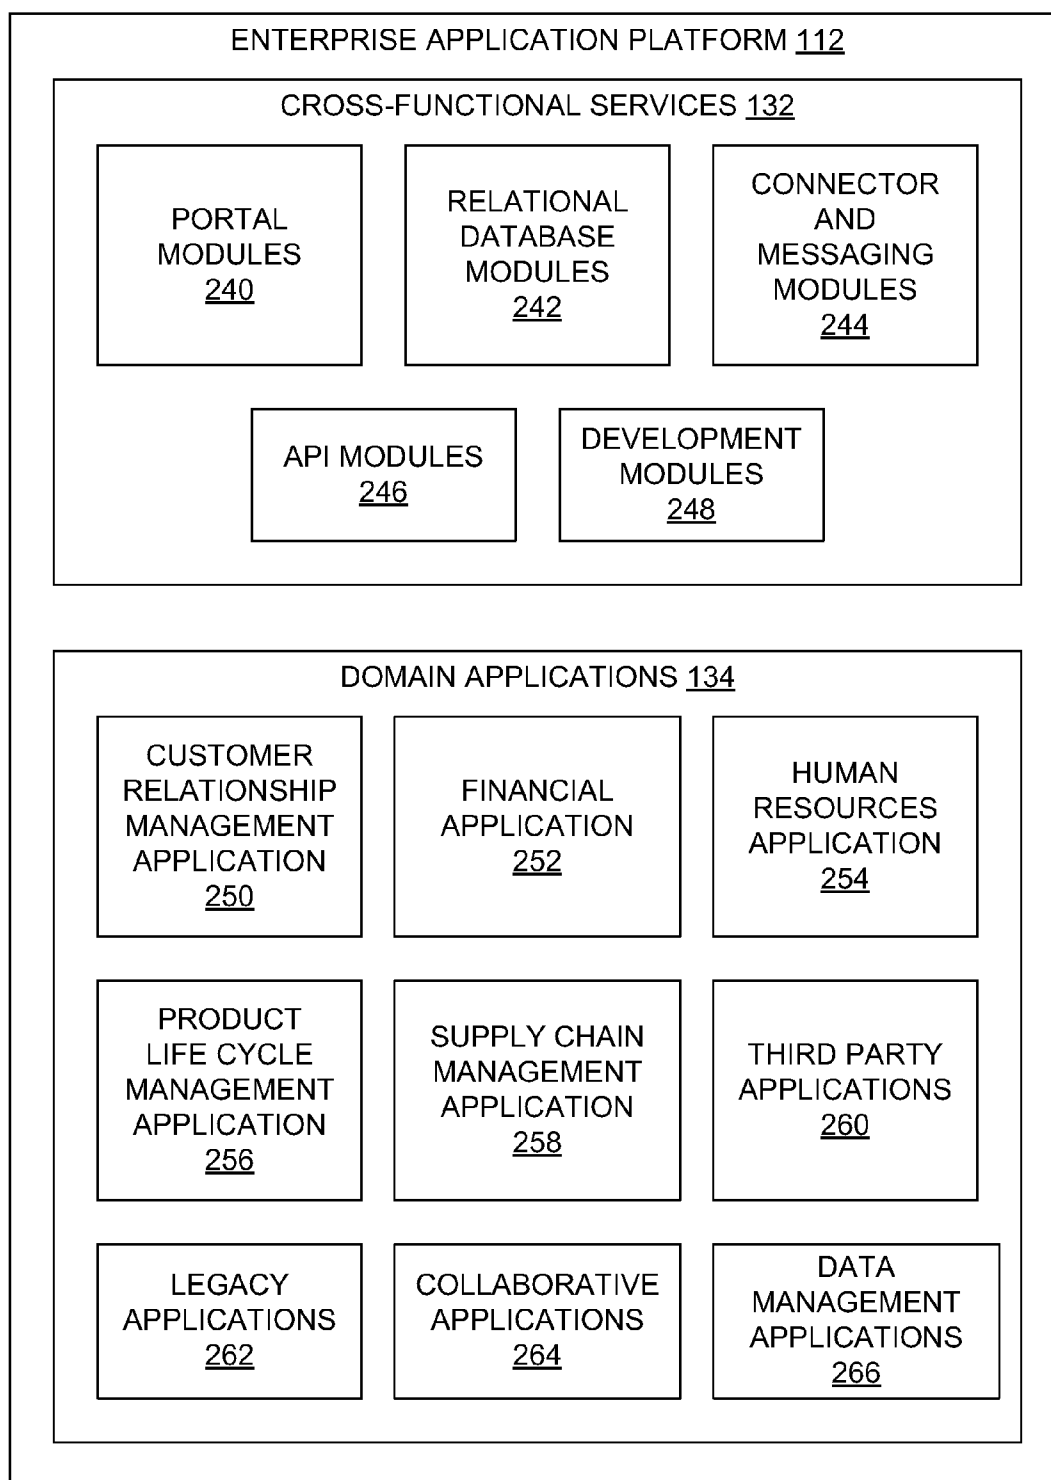 ENTERPRISE APPLICATION PLATFORM 112
CROSS-FUNCTIONAL SERVICES 132
PORTAL
MODULES
240
RELATIONAL
DATABASE
MODULES
242
CONNECTOR
AND
MESSAGING
MODULES
244
API MODULES
246
DEVELOPMENT
MODULES
248
DOMAIN APPLICATIONS 134
CUSTOMER
RELATIONSHIP
MANAGEMENT
APPLICATION
250
FINANCIAL
APPLICATION
252
HUMAN
RESOURCES
APPLICATION
254
PRODUCT
LIFE CYCLE
MANAGEMENT
APPLICATION
256
SUPPLY CHAIN
MANAGEMENT
APPLICATION
258
THIRD PARTY
APPLICATIONS
260
LEGACY
APPLICATIONS
262
COLLABORATIVE
APPLICATIONS
264
DATA
MANAGEMENT
APPLICATIONS
266